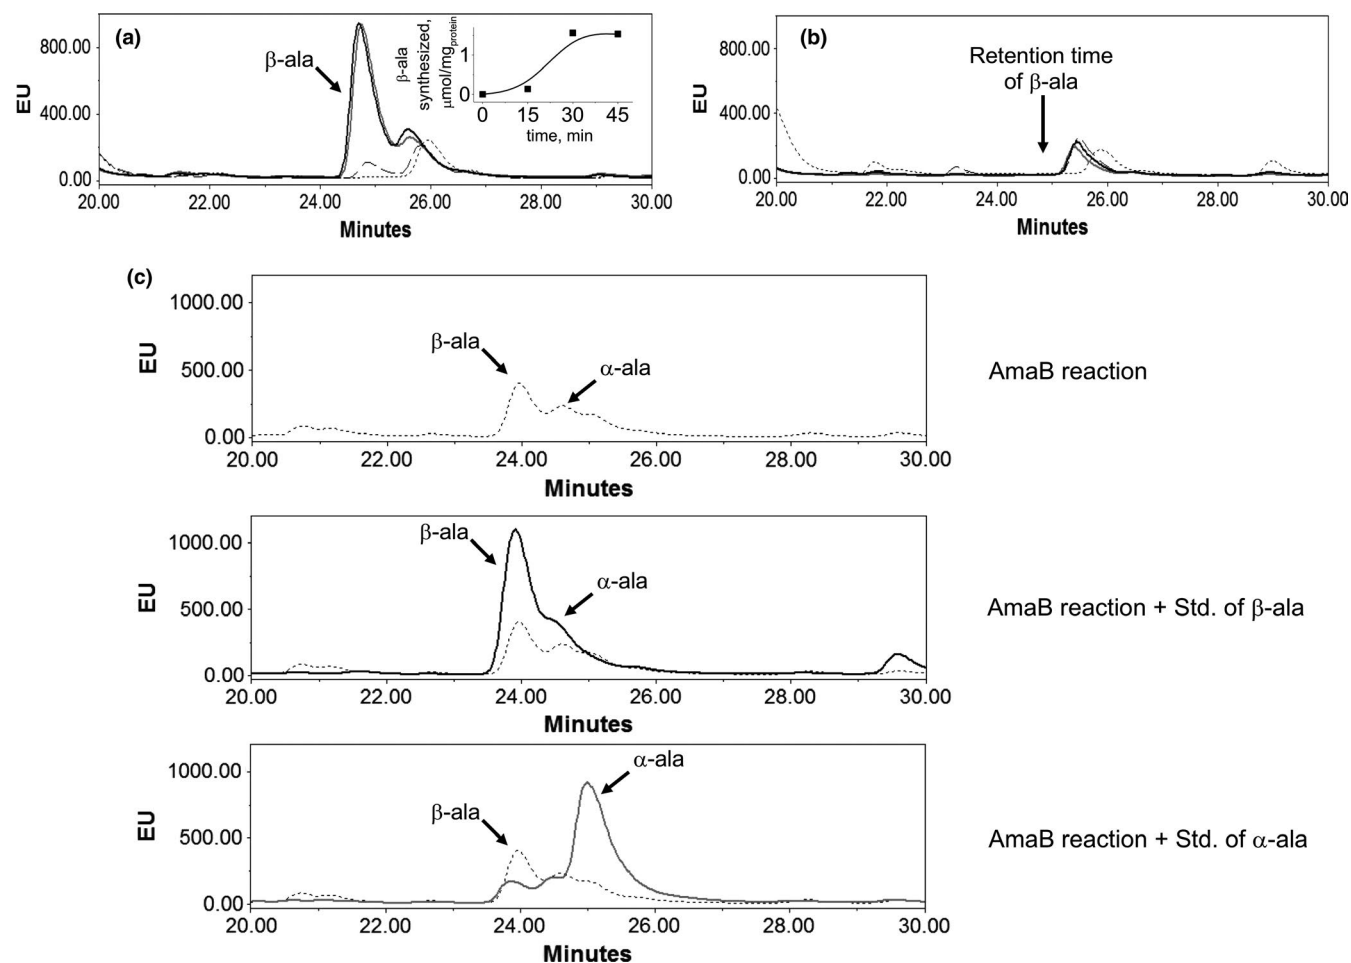 (a)
EU
800.00
400.00
0.00
β-ala
β-ala
synthesized,
μmol/mgprotein
1
0
0 15 30 45
time, min
20.00 22.00 24.00 26.00 28.00 30.00
Minutes
(b)
EU
800.00
400.00
0.00
Retention time
of β-ala
20.00 22.00 24.00 26.00 28.00 30.00
Minutes
(c)
EU
1000.00
500.00
0.00
β-ala
α-ala
AmaB reaction
20.00 22.00 24.00 26.00 28.00 30.00
Minutes
EU
1000.00
500.00
0.00
β-ala
α-ala
AmaB reaction + Std. of β-ala
20.00 22.00 24.00 26.00 28.00 30.00
Minutes
EU
1000.00
500.00
0.00
α-ala
β-ala
AmaB reaction + Std. of α-ala
20.00 22.00 24.00 26.00 28.00 30.00
Minutes